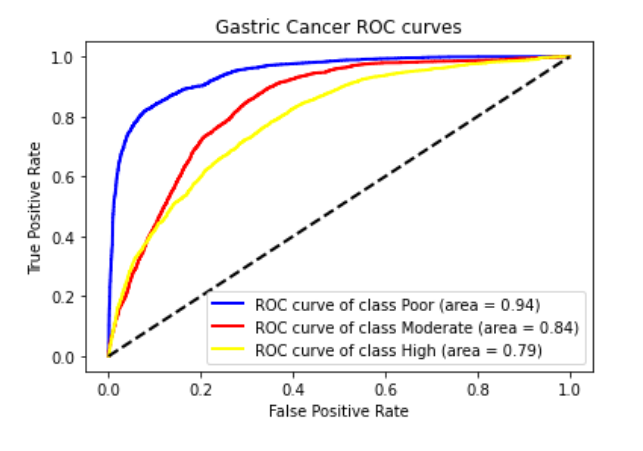 Gastric Cancer ROC curves
1.0
0.8
0.6
0.4
0.2
0.0
True Positive Rate
ROC curve of class Poor (area = 0.94)
ROC curve of class Moderate (area = 0.84)
ROC curve of class High (area = 0.79)
0.0 0.2 0.4 0.6 0.8 1.0
False Positive Rate